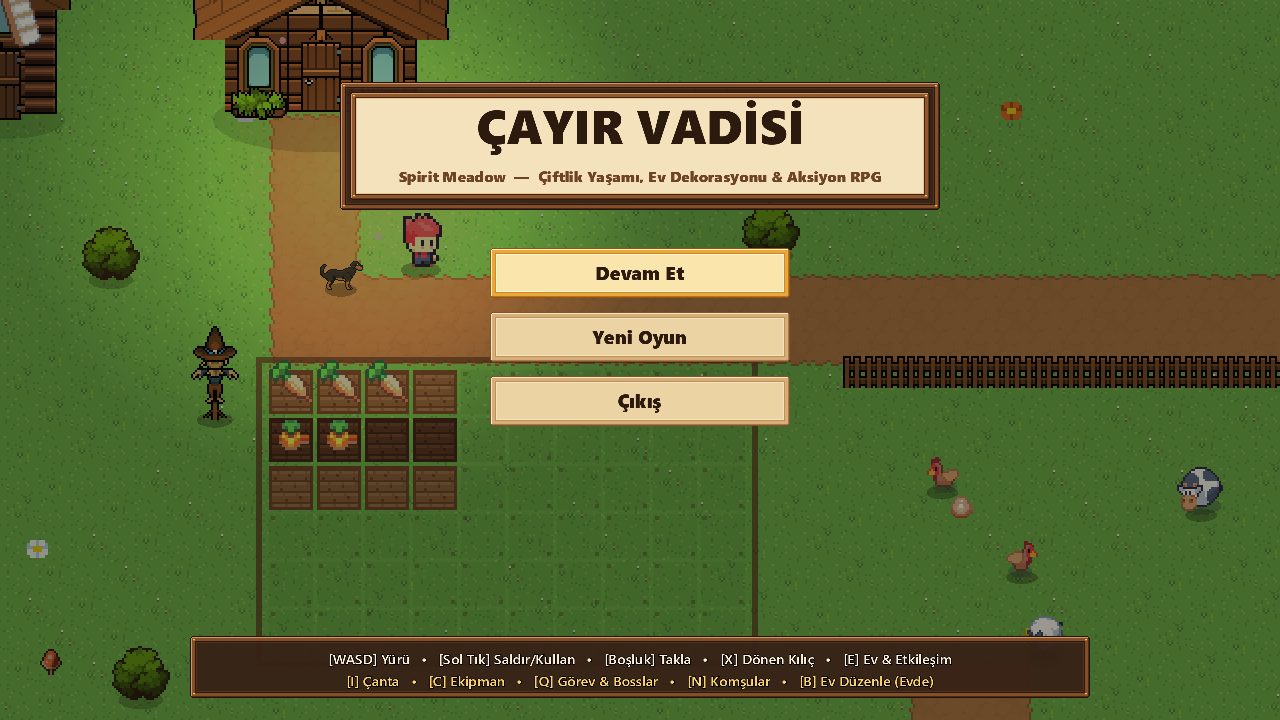 ÇAYIR VADİSİ
Spirit Meadow — Çiftlik Yaşamı, Ev Dekorasyonu & Aksiyon RPG
Devam Et
Yeni Oyun
Çıkış
[WASD] Yürü • [Sol Tık] Saldır/Kullan • [Boşluk] Takla • [X] Dönen Kılıç • [E] Ev & Etkileşim
[I] Çanta • [C] Ekipman • [Q] Görev & Bosslar • [N] Komşular • [B] Ev Düzenle (Evde)